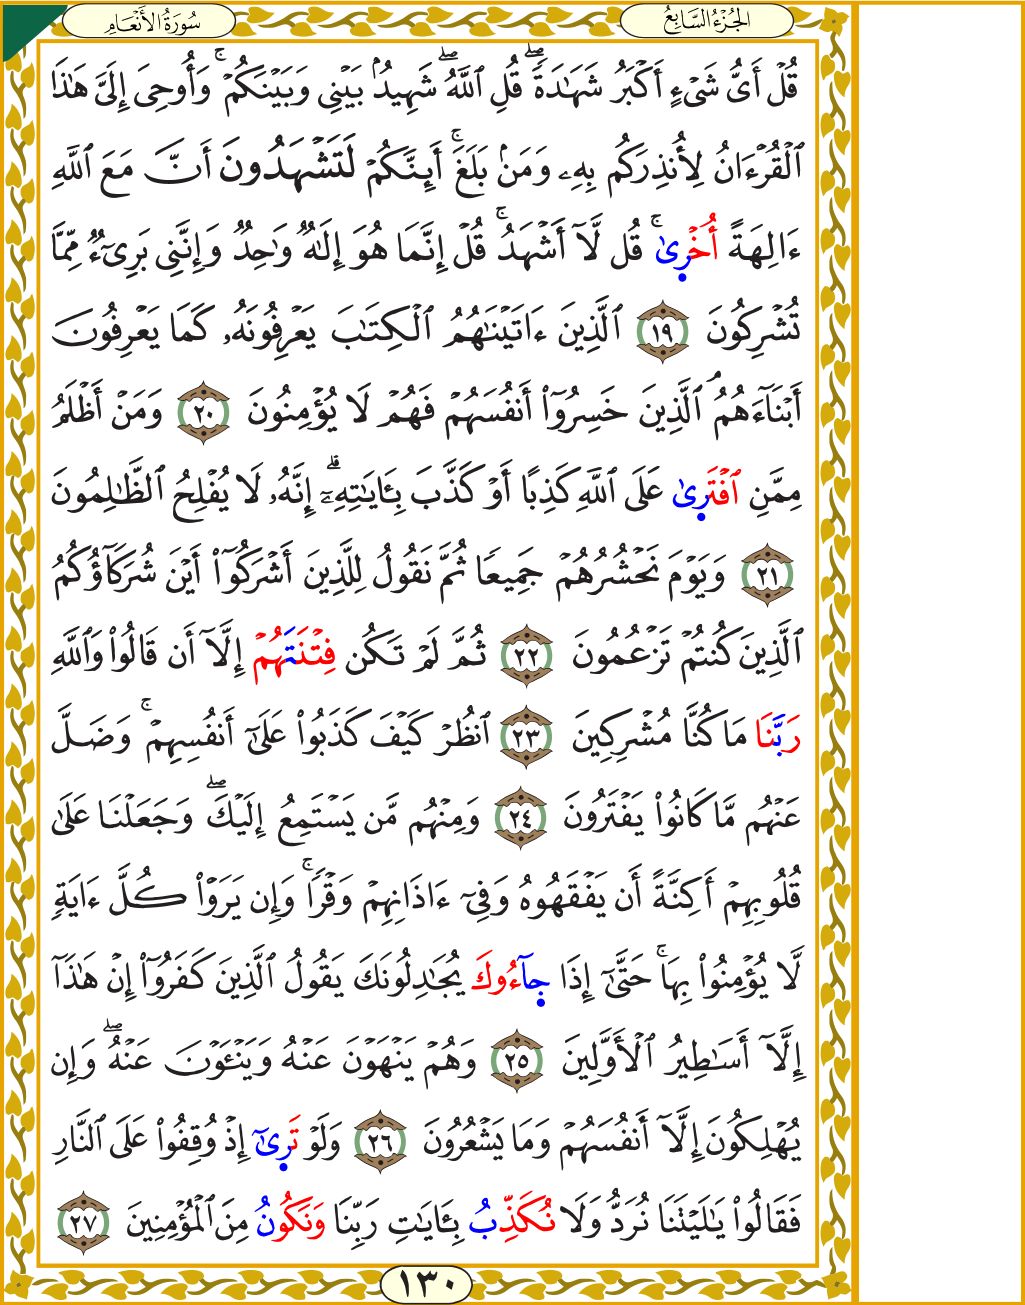 الجُزْءُ السَّابِعُ
سُورَةُ الأَنْعَامِ
قُلْ أَيُّ شَيْءٍ أَكْبَرُ شَهَٰدَةٗۖ قُلِ ٱللَّهُۖ شَهِيدُۢ بَيْنِي وَبَيْنَكُمْۚ وَأُوحِيَ إِلَيَّ هَٰذَا
ٱلْقُرْءَانُ لِأُنذِرَكُم بِهِۦ وَمَنۢ بَلَغَۚ أَئِنَّكُمْ لَتَشْهَدُونَ أَنَّ مَعَ ٱللَّهِ
ءَالِهَةً أُخْرِىٰۚ قُل لَّآ أَشْهَدُۚ قُلْ إِنَّمَا هُوَ إِلَٰهٞ وَٰحِدٞ وَإِنَّنِي بَرِيٓءٞ مِّمَّا
تُشْرِكُونَ ١٩ ٱلَّذِينَ ءَاتَيْنَٰهُمُ ٱلْكِتَٰبَ يَعْرِفُونَهُۥ كَمَا يَعْرِفُونَ
أَبْنَآءَهُمُۘ ٱلَّذِينَ خَسِرُوٓاْ أَنفُسَهُمْ فَهُمْ لَا يُؤْمِنُونَ ٢٠ وَمَنْ أَظْلَمُ
مِمَّنِ ٱفْتَرِىٰ عَلَى ٱللَّهِ كَذِبًا أَوْ كَذَّبَ بِـَٔايَٰتِهِۦٓۗ إِنَّهُۥ لَا يُفْلِحُ ٱلظَّٰلِمُونَ
٢١ وَيَوْمَ نَحْشُرُهُمْ جَمِيعٗا ثُمَّ نَقُولُ لِلَّذِينَ أَشْرَكُوٓاْ أَيْنَ شُرَكَآؤُكُمُ
ٱلَّذِينَ كُنتُمْ تَزْعُمُونَ ٢٢ ثُمَّ لَمْ تَكُن فِتْنَتَهُمْ إِلَّآ أَن قَالُواْ وَٱللَّهِ
رَبَّنَا مَا كُنَّا مُشْرِكِينَ ٢٣ ٱنظُرْ كَيْفَ كَذَبُواْ عَلَىٰٓ أَنفُسِهِمْۚ وَضَلَّ
عَنْهُم مَّا كَانُواْ يَفْتَرُونَ ٢٤ وَمِنْهُم مَّن يَسْتَمِعُ إِلَيْكَۖ وَجَعَلْنَا عَلَىٰ
قُلُوبِهِمْ أَكِنَّةً أَن يَفْقَهُوهُ وَفِيٓ ءَاذَانِهِمْ وَقْرٗاۚ وَإِن يَرَوْاْ كُلَّ ءَايَةٖ
لَّا يُؤْمِنُواْ بِهَاۚ حَتَّىٰٓ إِذَا جِآءُوكَ يُجَٰدِلُونَكَ يَقُولُ ٱلَّذِينَ كَفَرُوٓاْ إِنْ هَٰذَآ
إِلَّآ أَسَٰطِيرُ ٱلْأَوَّلِينَ ٢٥ وَهُمْ يَنْهَوْنَ عَنْهُ وَيَنْـَٔوْنَ عَنْهُۖ وَإِن
يُهْلِكُونَ إِلَّآ أَنفُسَهُمْ وَمَا يَشْعُرُونَ ٢٦ وَلَوْ تَرِىٰٓ إِذْ وُقِفُواْ عَلَى ٱلنَّارِ
فَقَالُواْ يَٰلَيْتَنَا نُرَدُّ وَلَا نُكَذِّبُ بِـَٔايَٰتِ رَبِّنَا وَنَكُونُ مِنَ ٱلْمُؤْمِنِينَ ٢٧
١٣٠